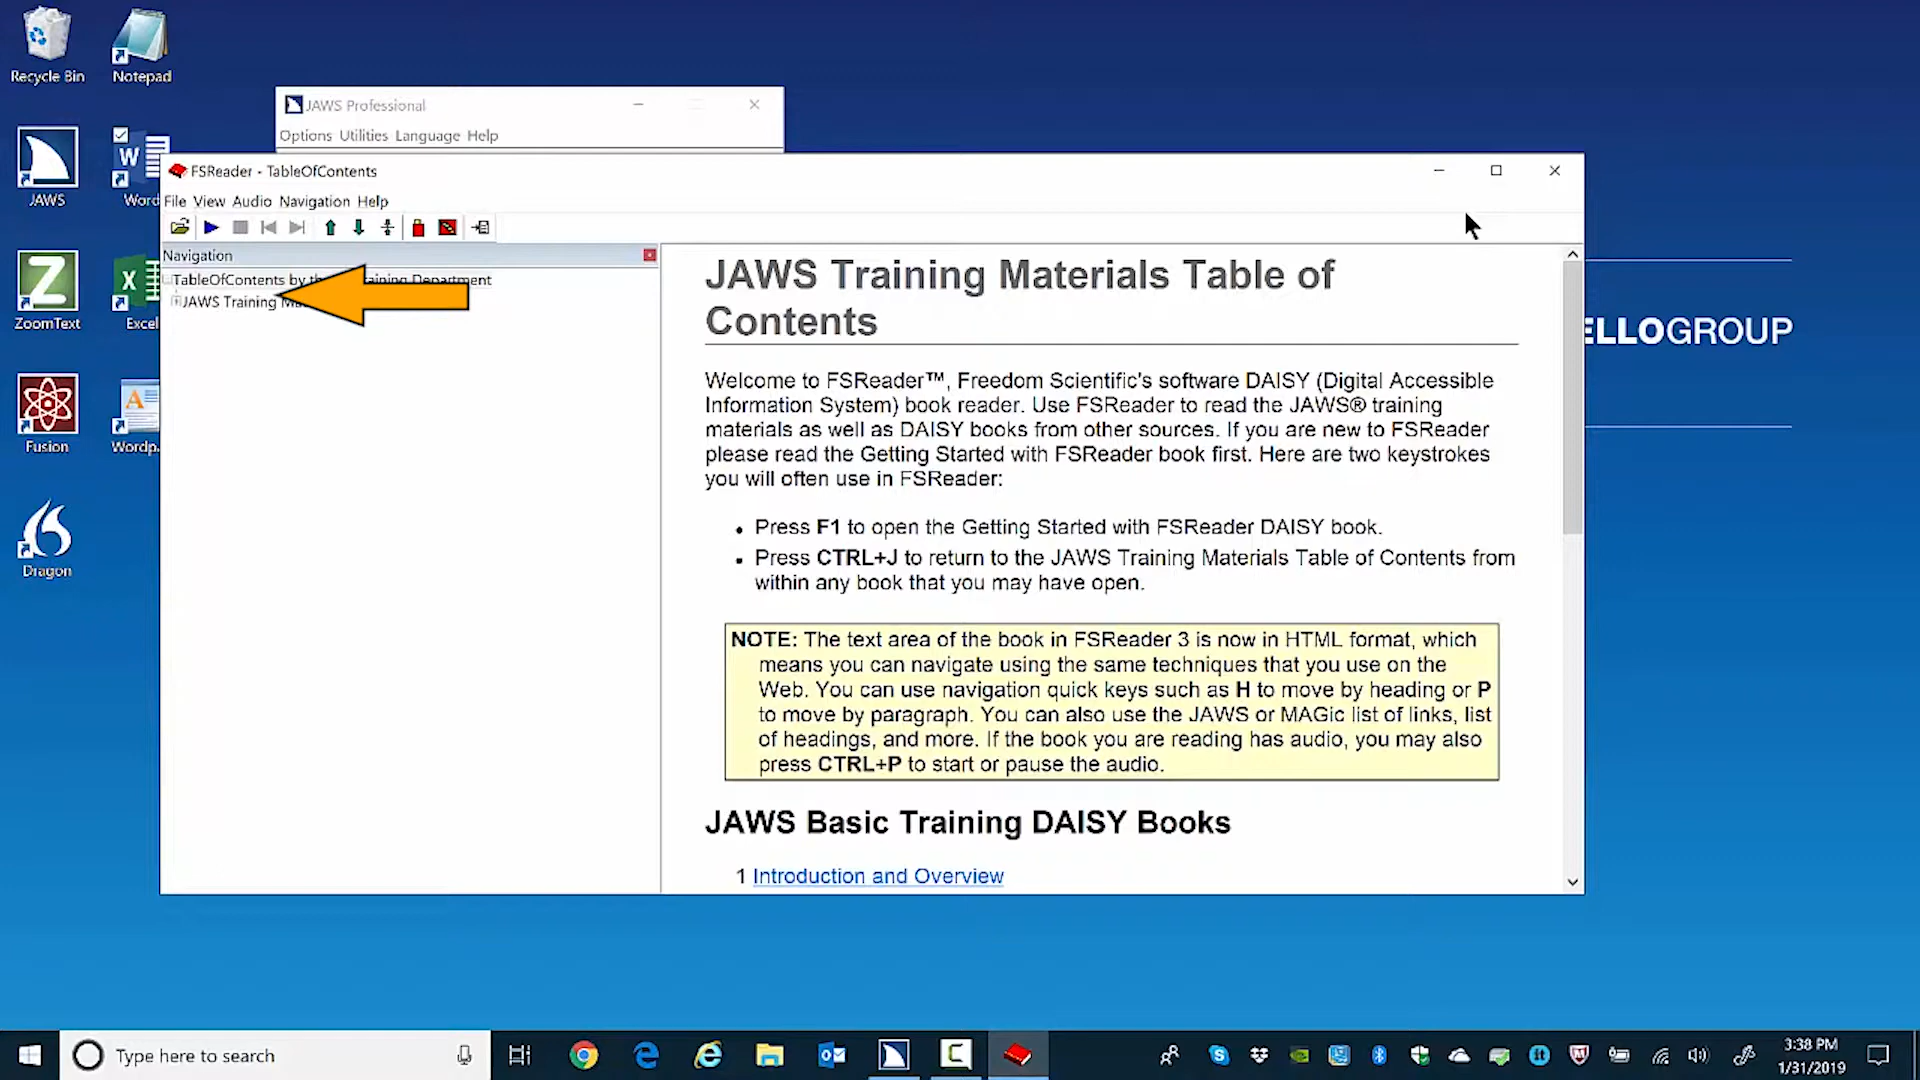 Recycle Bin
Notepad
JAWS
Word
ZoomText
Excel
Fusion
Wordp
Dragon
JAWS Professional
Options Utilities Language Help
FSReader - TableOfContents
File View Audio Navigation Help
Navigation
TableOfContents by Training Department
JAWS Training
JAWS Training Materials Table of
Contents
Welcome to FSReader™, Freedom Scientific's software DAISY (Digital Accessible
Information System) book reader. Use FSReader to read the JAWS® training
materials as well as DAISY books from other sources. If you are new to FSReader
please read the Getting Started with FSReader book first. Here are two keystrokes
you will often use in FSReader:
• Press F1 to open the Getting Started with FSReader DAISY book.
• Press CTRL+J to return to the JAWS Training Materials Table of Contents from
within any book that you may have open.
NOTE: The text area of the book in FSReader 3 is now in HTML format, which
means you can navigate using the same techniques that you use on the
Web. You can use navigation quick keys such as H to move by heading or P
to move by paragraph. You can also use the JAWS or MAGic list of links, list
of headings, and more. If the book you are reading has audio, you may also
press CTRL+P to start or pause the audio.
JAWS Basic Training DAISY Books
1 Introduction and Overview
ELLOGROUP
Type here to search
3:38 PM
1/31/2019